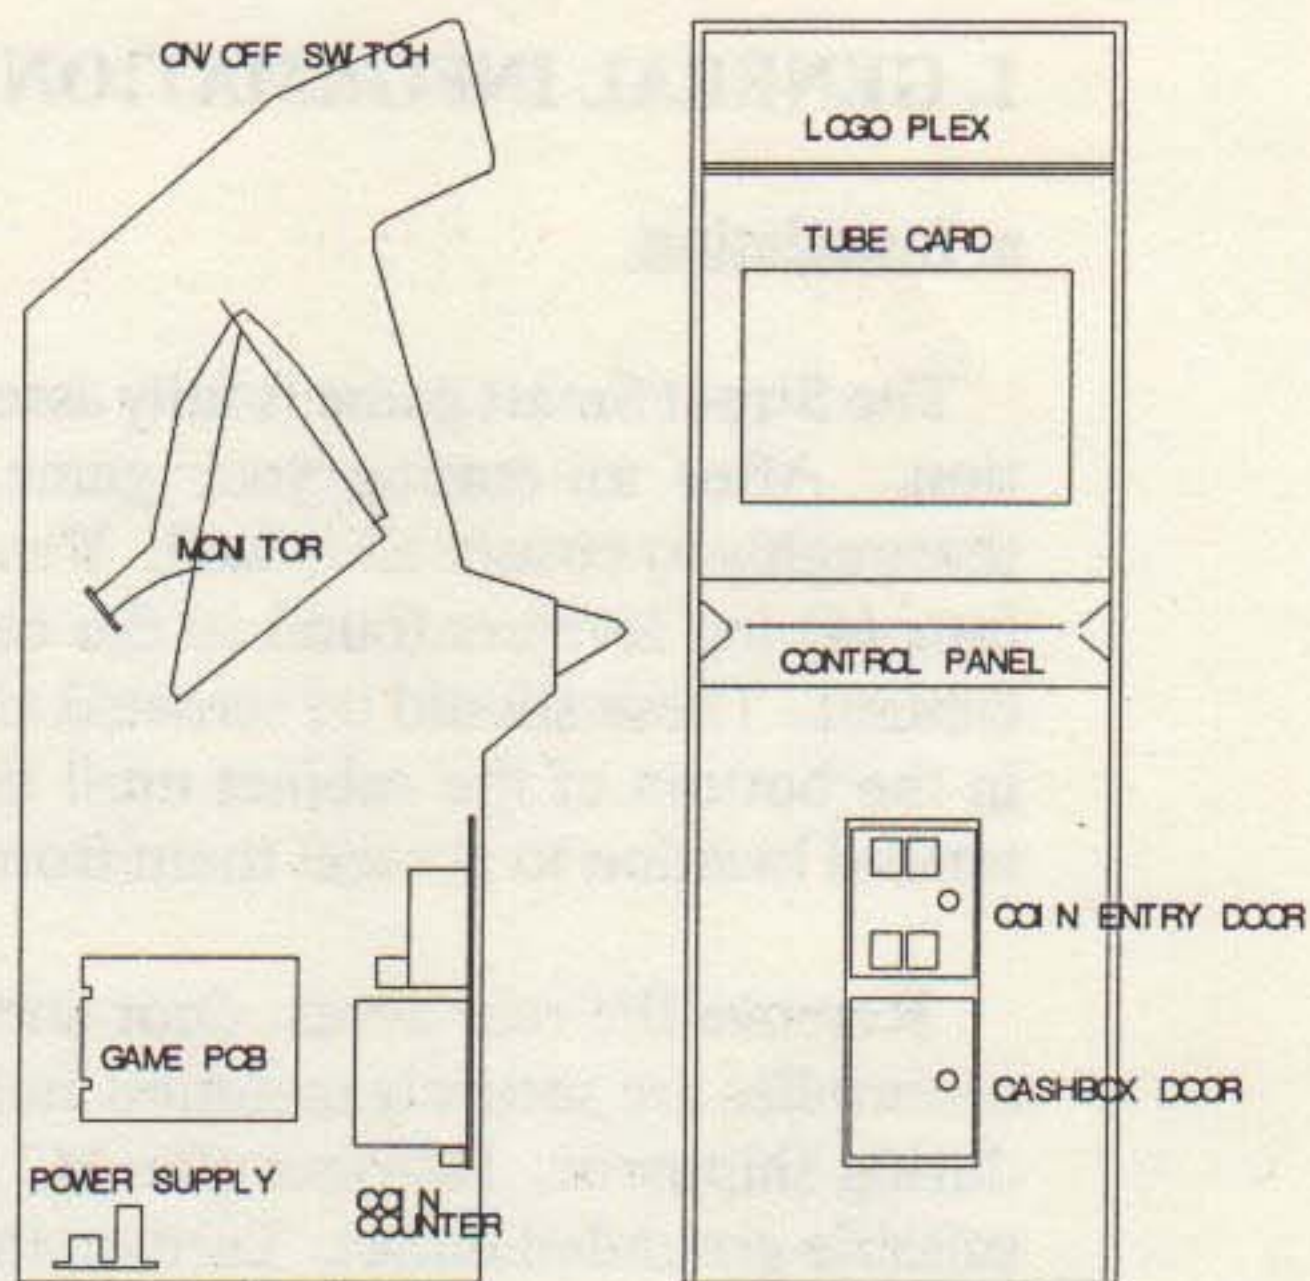 ON/OFF SWITCH
LOGO PLEX
TUBE CARD
MONITOR
CONTROL PANEL
COIN ENTRY DOOR
GAME PCB
CASHBOX DOOR
POWER SUPPLY
COIN
COUNTER